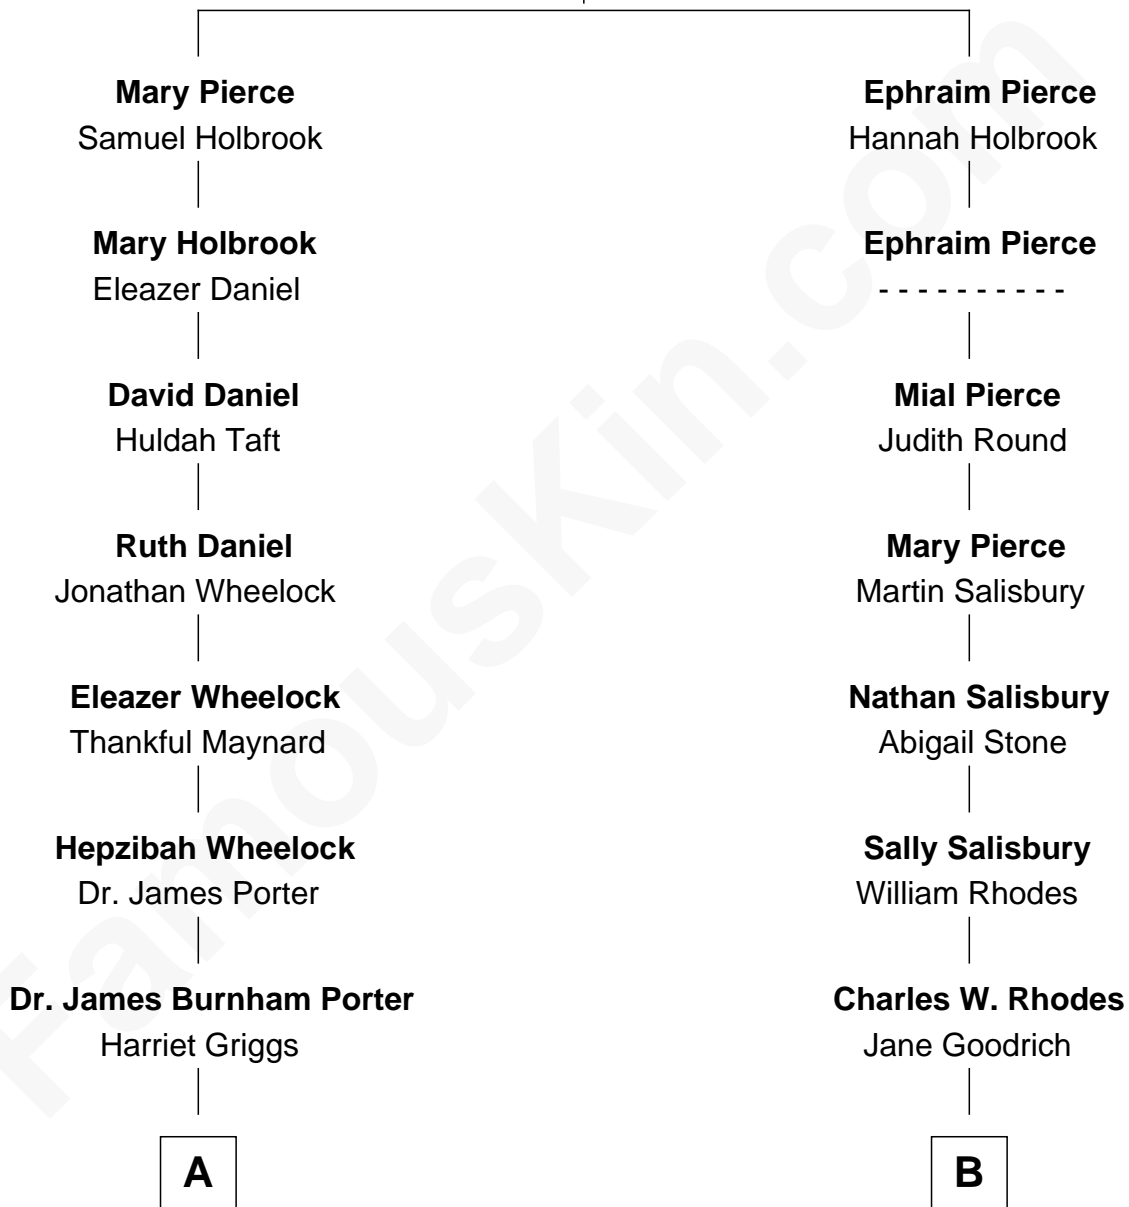 Mary Pierce
Samuel Holbrook
Ephraim Pierce
Hannah Holbrook
Mary Holbrook
Eleazer Daniel
Ephraim Pierce
- - - - - - - - - -
David Daniel
Huldah Taft
Mial Pierce
Judith Round
Ruth Daniel
Jonathan Wheelock
Mary Pierce
Martin Salisbury
Eleazer Wheelock
Thankful Maynard
Nathan Salisbury
Abigail Stone
Hepzibah Wheelock
Dr. James Porter
Sally Salisbury
William Rhodes
Dr. James Burnham Porter
Harriet Griggs
Charles W. Rhodes
Jane Goodrich
A
B
FamousKin.com